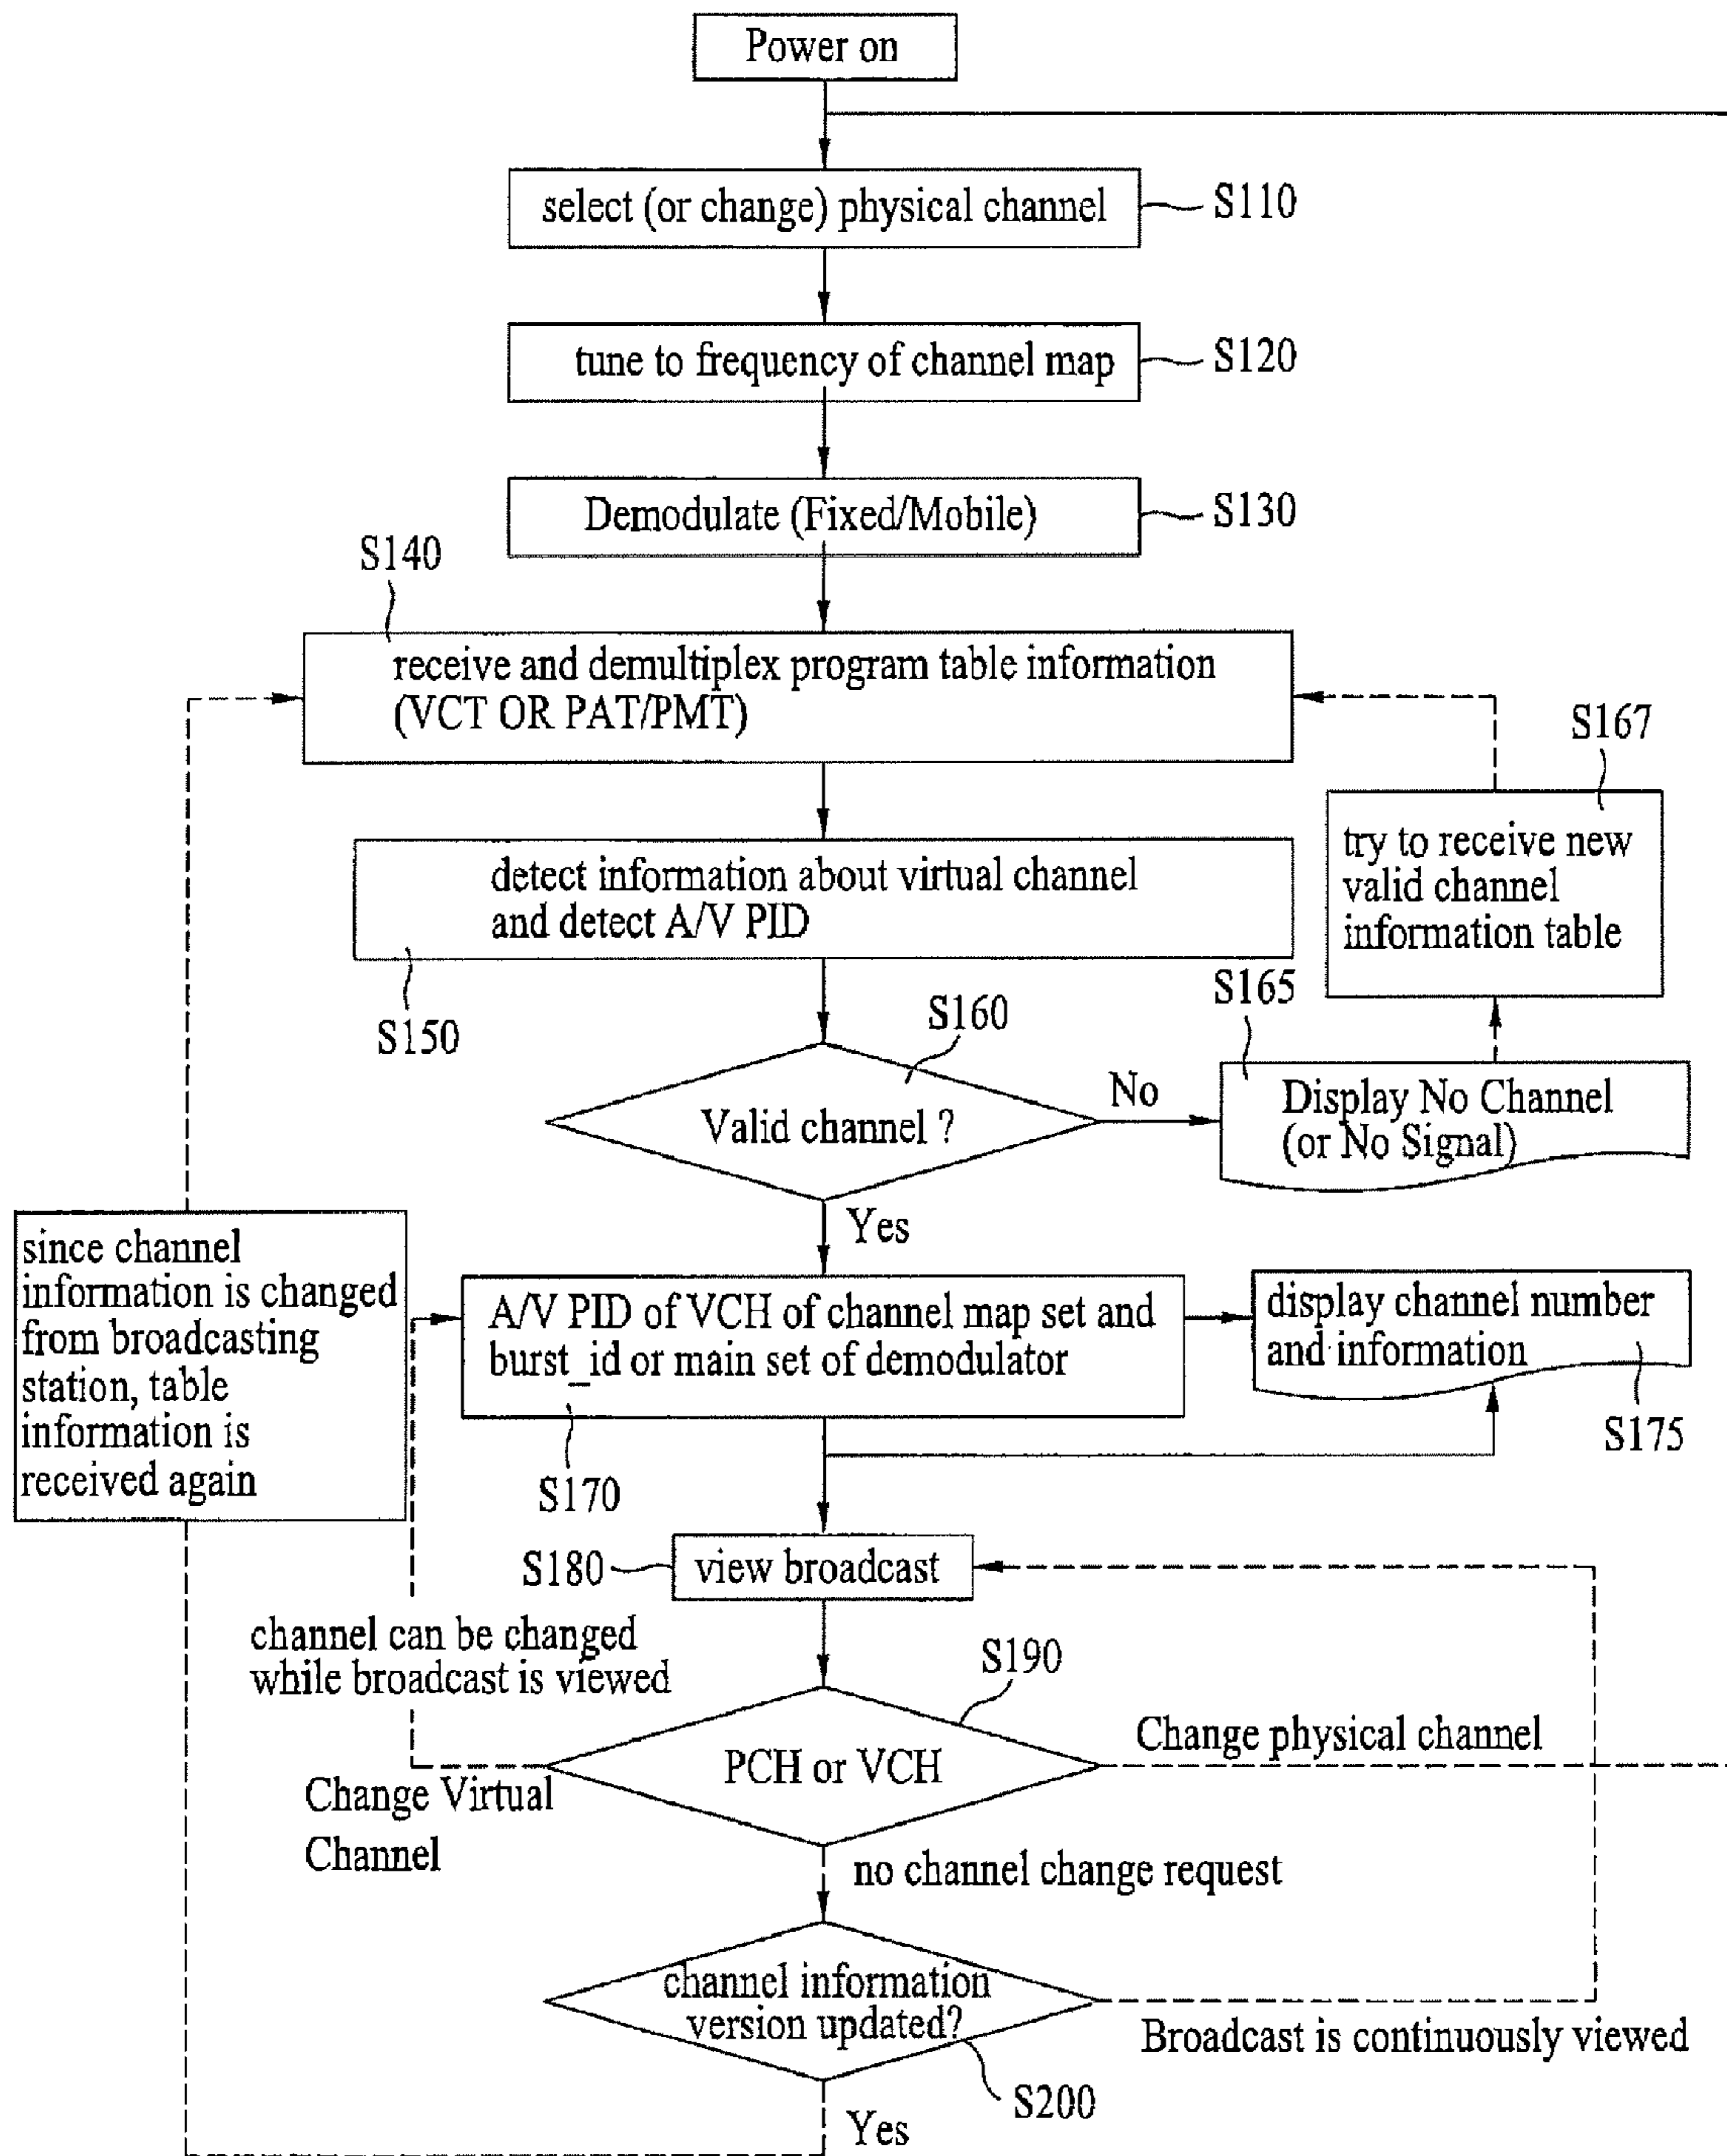 Power on
select (or change) physical channel
S110
tune to frequency of channel map
S120
Demodulate (Fixed/Mobile)
S130
S140
receive and demultiplex program table information
(VCT OR PAT/PMT)
S167
try to receive new
valid channel
information table
detect information about virtual channel
and detect A/V PID
S150
S165
S160
Valid channel ?
No
Display No Channel
(or No Signal)
Yes
since channel
information is changed
from broadcasting
station, table
information is
received again
A/V PID of VCH of channel map set and
burst_id or main set of demodulator
display channel number
and information
S170
S175
S180
view broadcast
channel can be changed
while broadcast is viewed
S190
PCH or VCH
Change physical channel
Change Virtual
Channel
no channel change request
channel information
version updated?
Broadcast is continuously viewed
S200
Yes